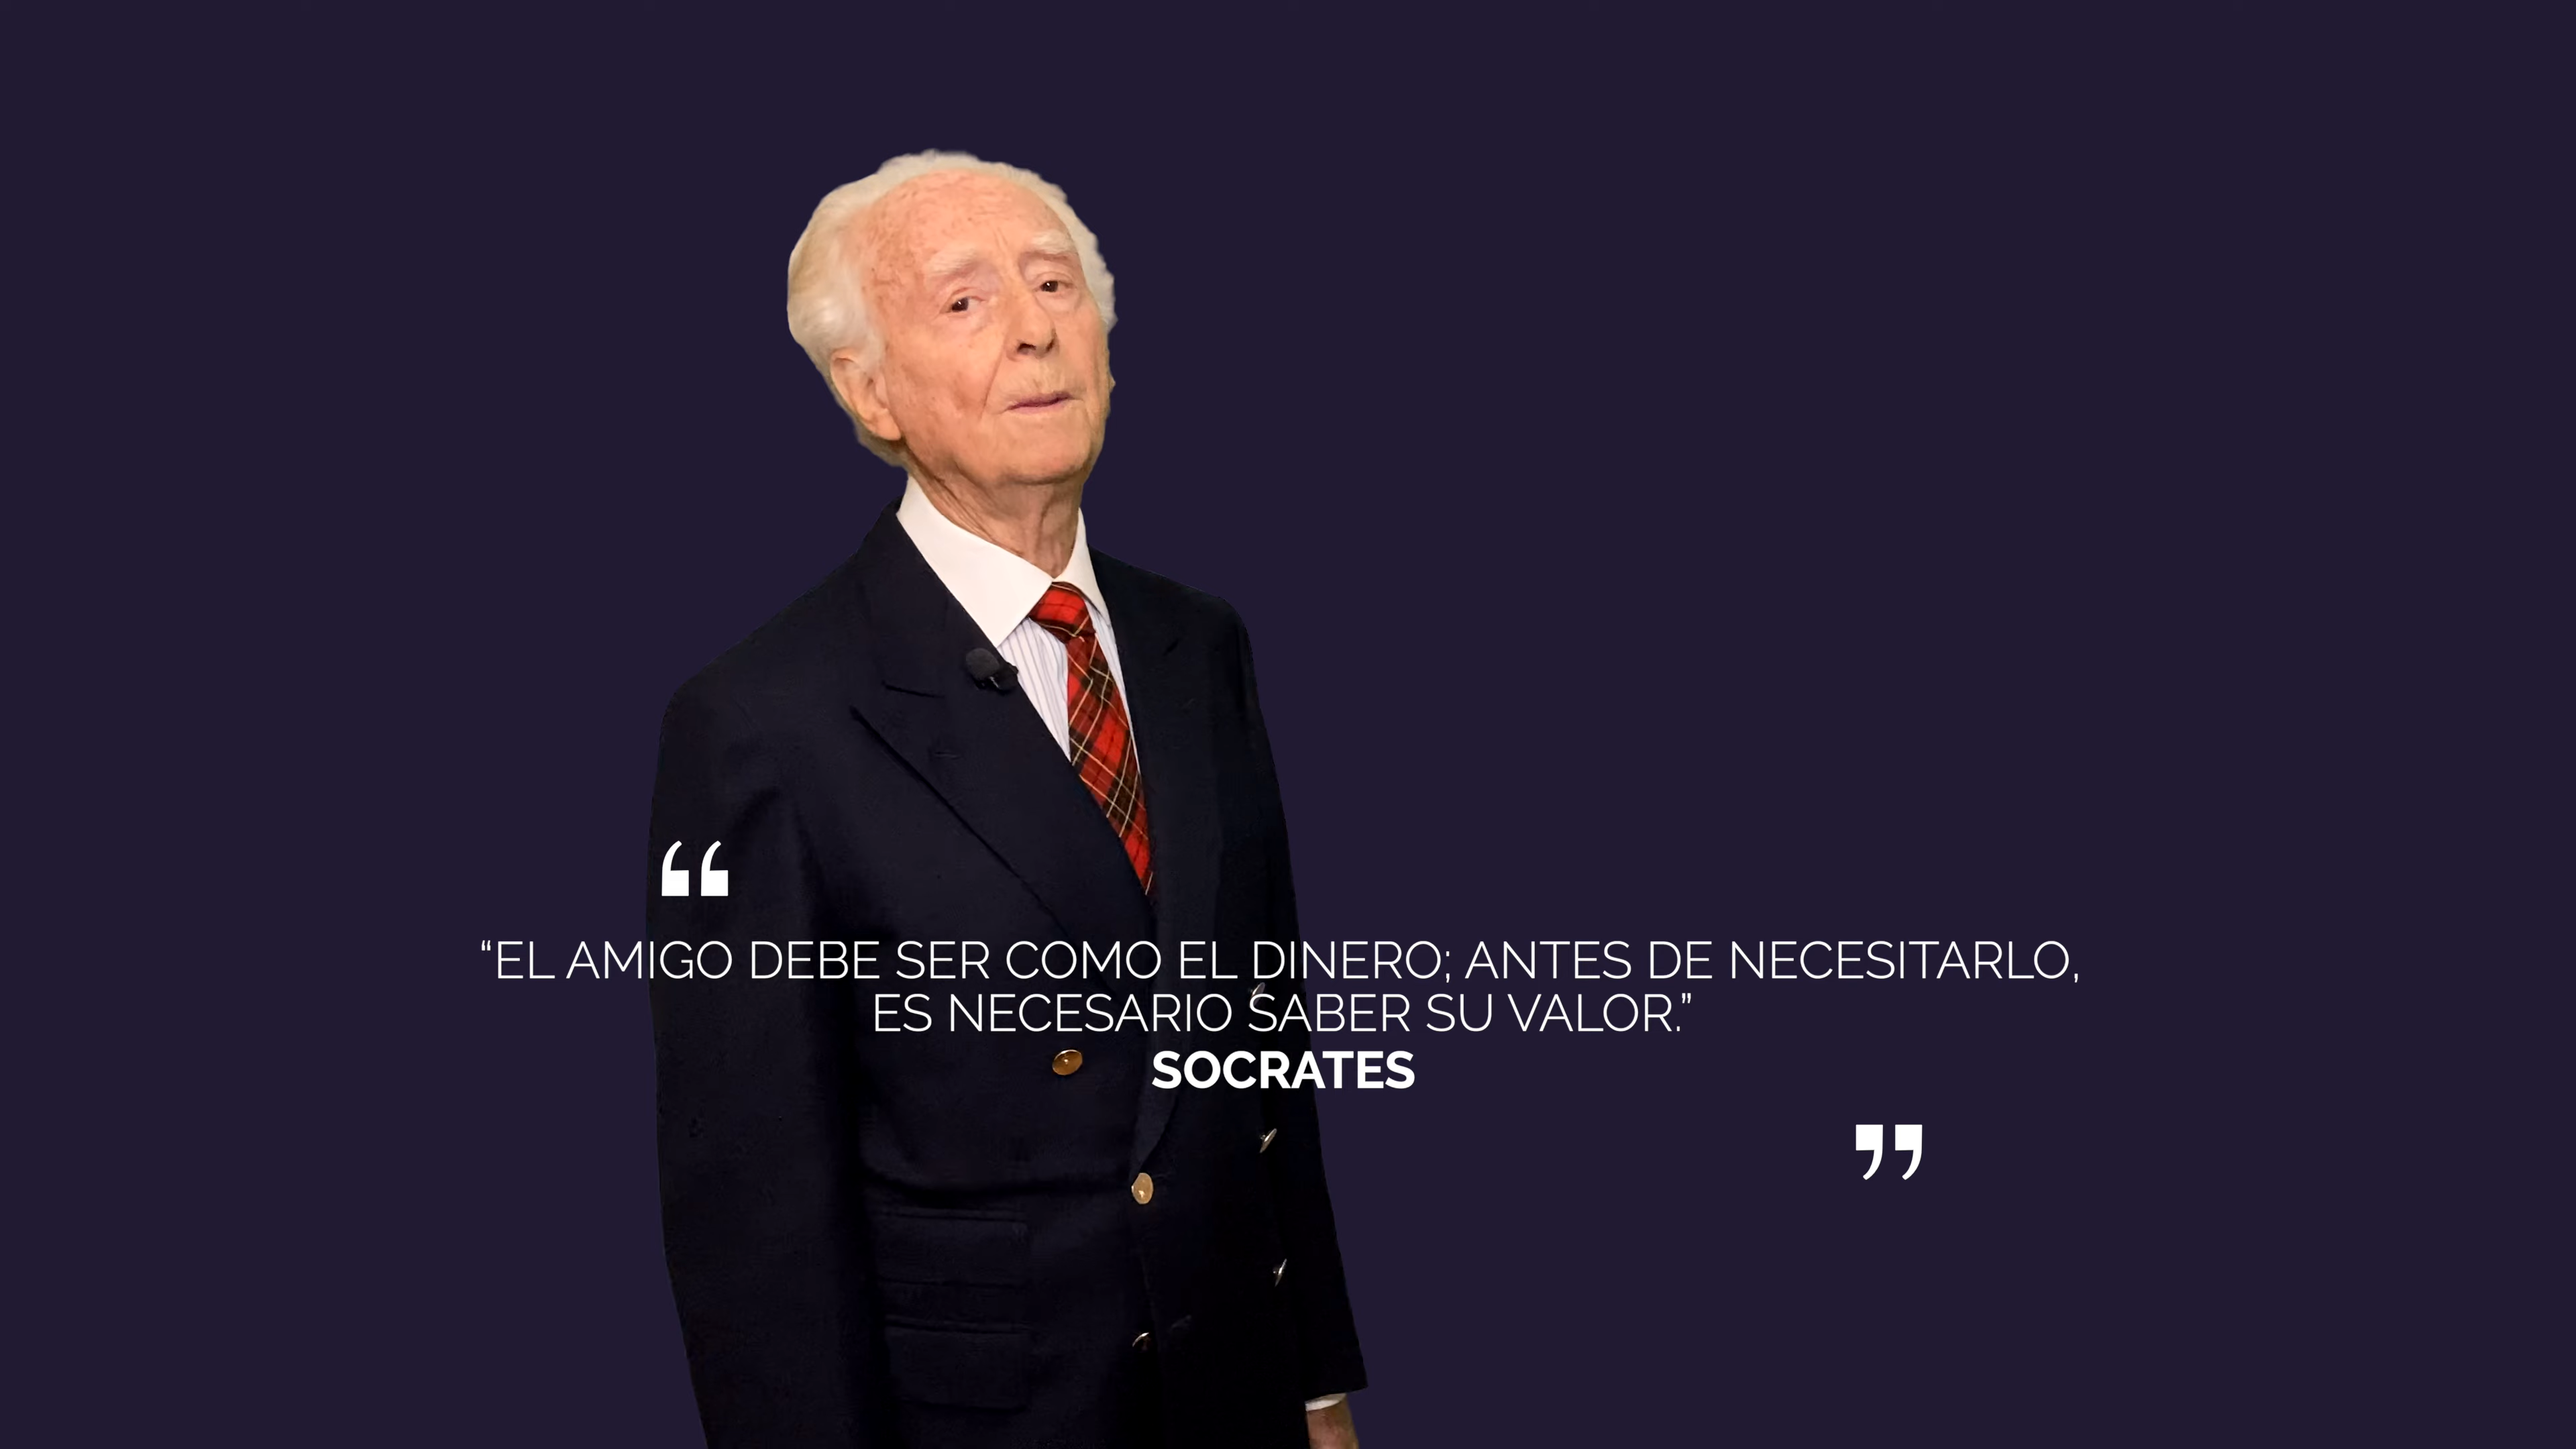 “
“EL AMIGO DEBE SER COMO EL DINERO; ANTES DE NECESITARLO,
ES NECESARIO SABER SU VALOR.”
SOCRATES
”